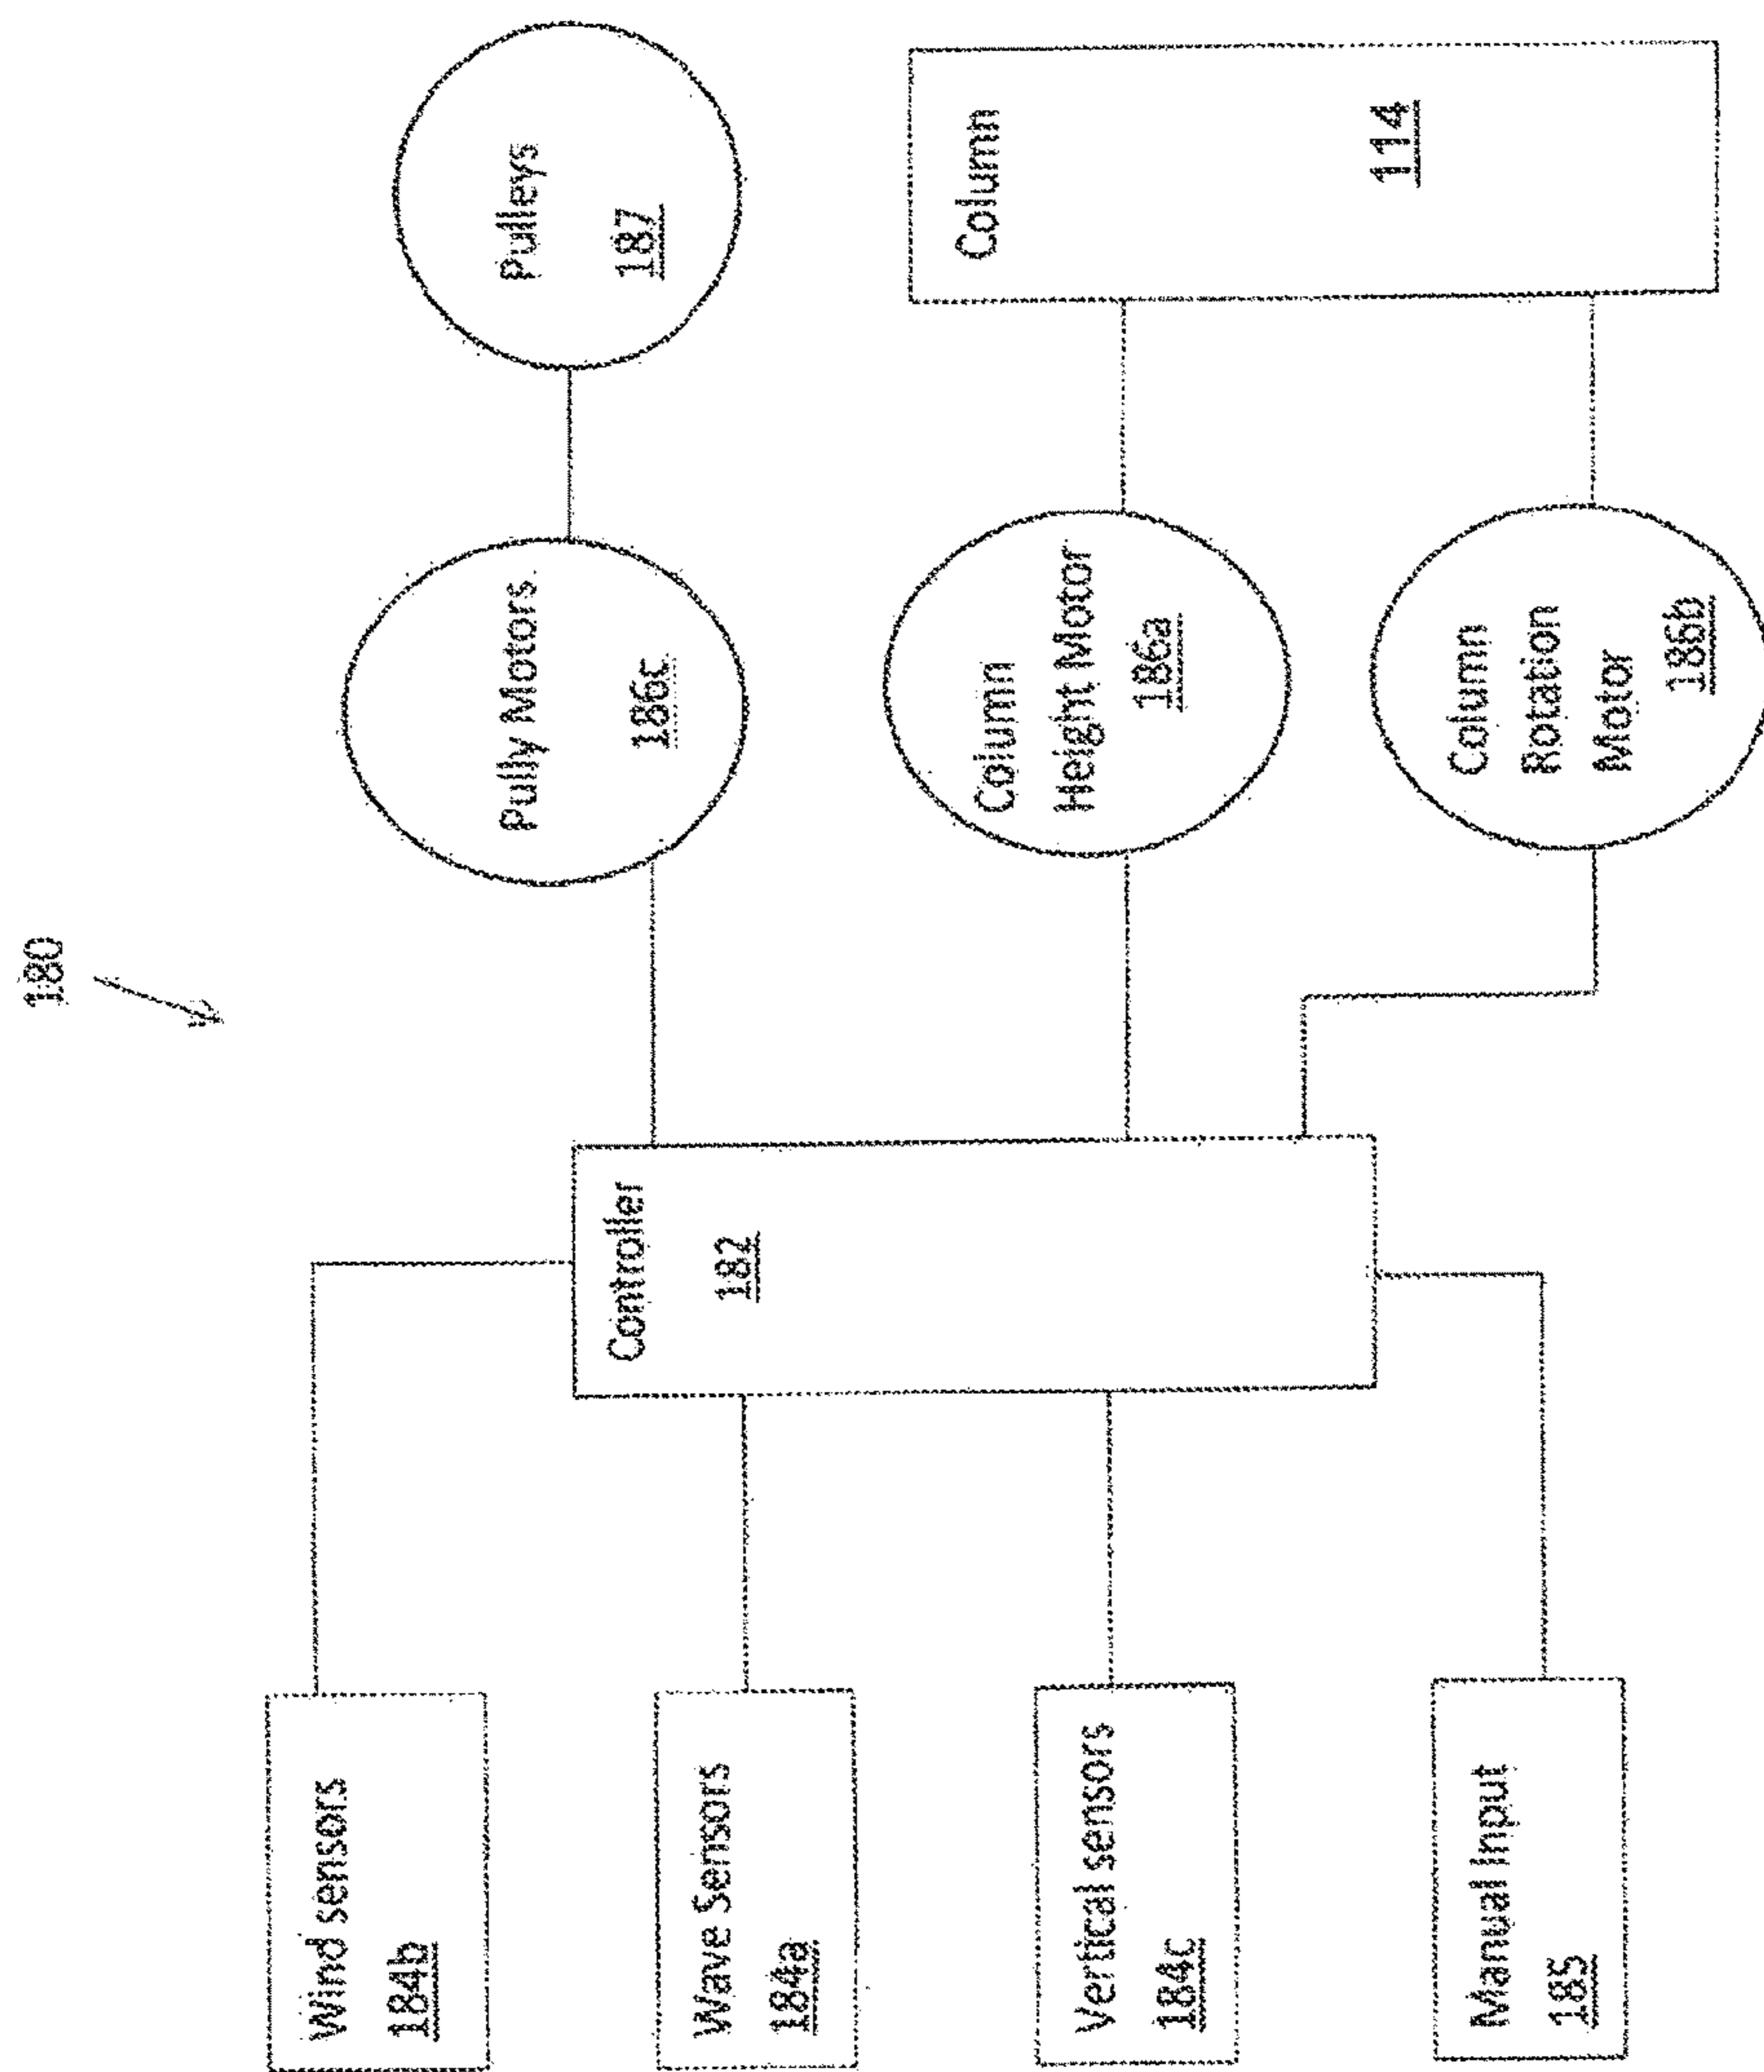 180
Wind sensors
184b
Wave Sensors
184a
Vertical sensors
184c
Manual Input
185
Controller
182
Pully Motors
186c
Column
Height Motor
186a
Column
Rotation
Motor
186b
Pulleys
187
Column
114